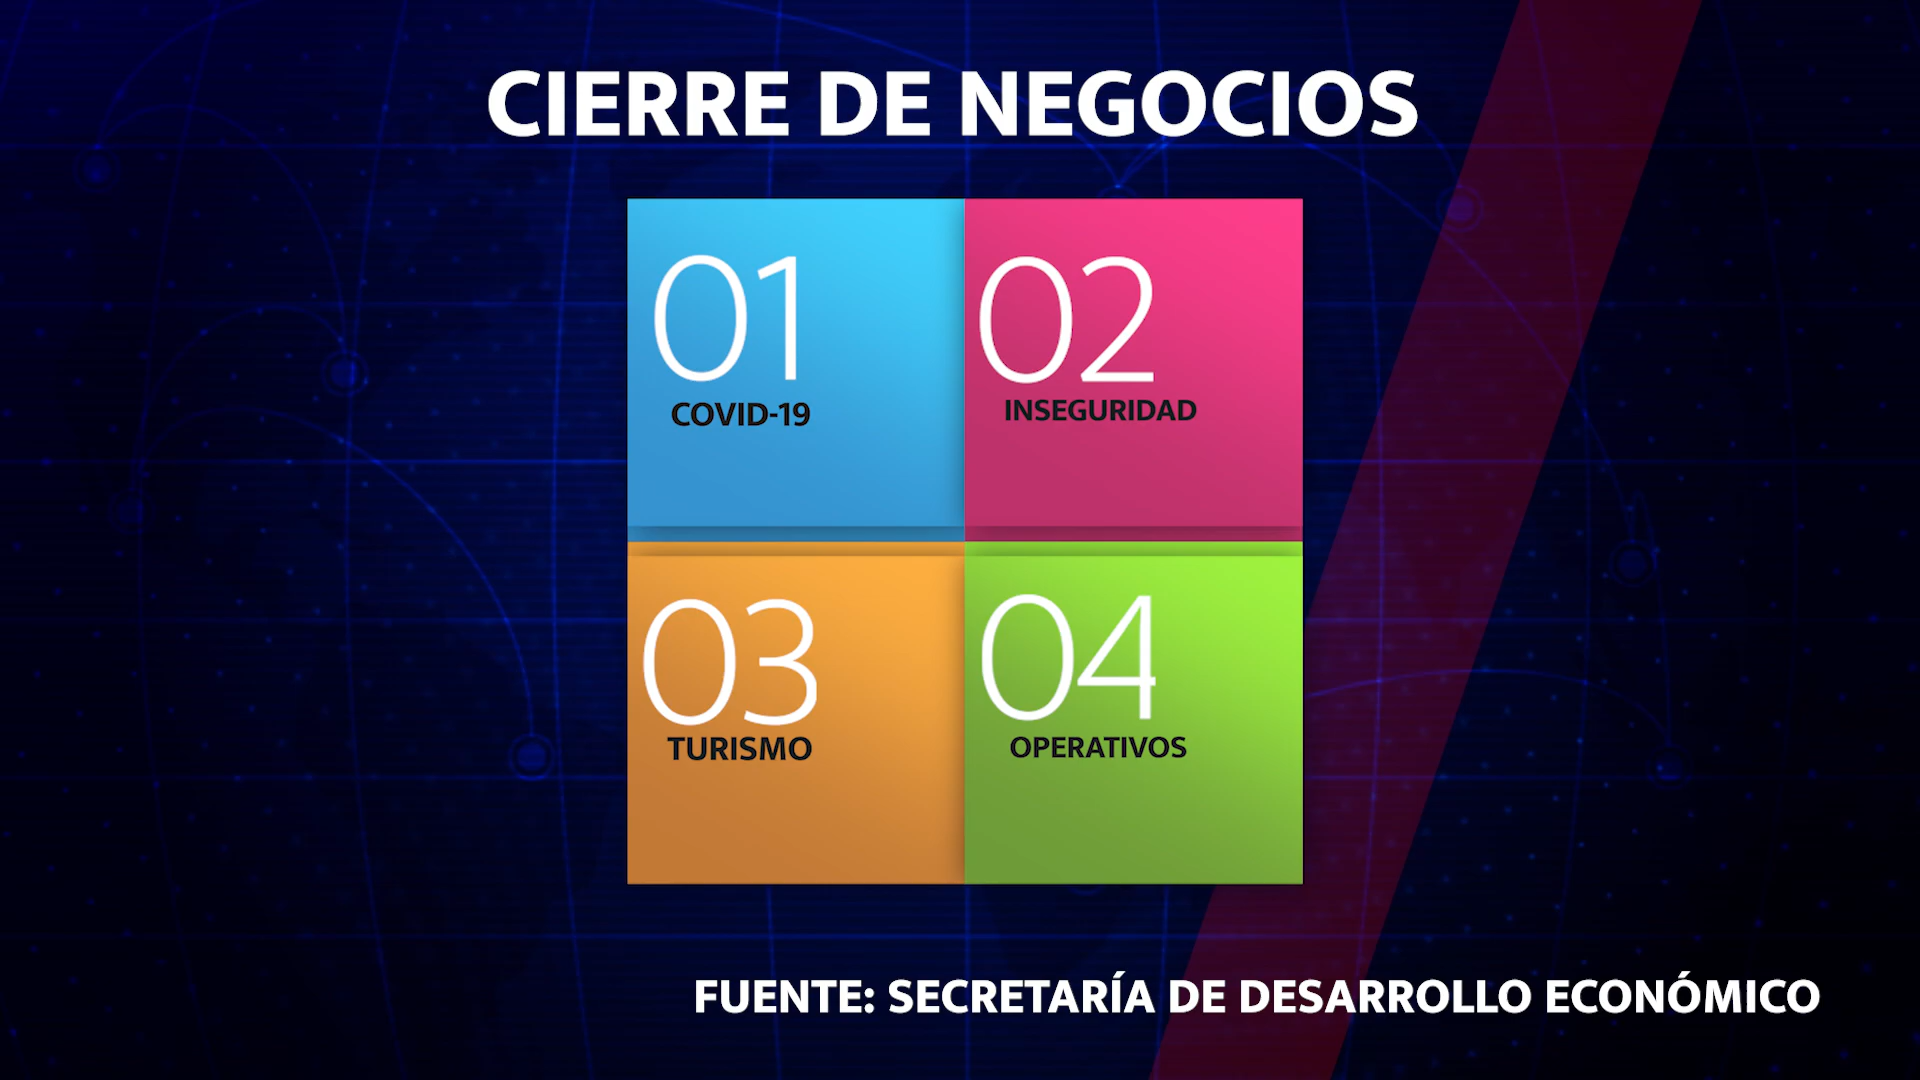 CIERRE DE NEGOCIOS
01
COVID-19
02
INSEGURIDAD
03
TURISMO
04
OPERATIVOS
FUENTE: SECRETARÍA DE DESARROLLO ECONÓMICO